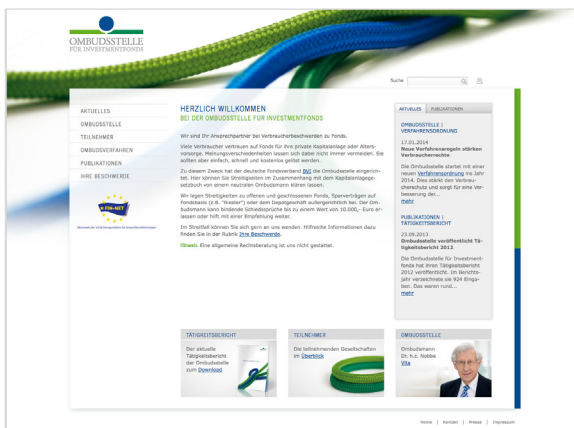 OMBUDSSTELLE
FÜR INVESTMENTFONDS
Suche
AKTUELLES
OMBUDSSTELLE
TEILNEHMER
OMBUDSVERFAHREN
PUBLIKATIONEN
IHRE BESCHWERDE
FIN-NET
HERZLICH WILLKOMMEN
BEI DER OMBUDSSTELLE FÜR INVESTMENTFONDS
Wir sind Ihr Ansprechpartner bei Verbraucherbeschwerden zu Fonds.
Viele Verbraucher vertrauen auf Fonds für ihre private Kapitalanlage oder Alters-
vorsorge. Meinungsverschiedenheiten lassen sich dabei nicht immer vermeiden. Sie
sollten aber einfach, schnell und kostenlos gelöst werden.
Zu diesem Zweck hat der deutsche Fondsverband BVI die Ombudsstelle eingerich-
tet. Hier können Sie Streitigkeiten im Zusammenhang mit dem Kapitalanlagege-
setzbuch von einem neutralen Ombudsmann klären lassen.
Wir legen Streitigkeiten zu offenen und geschlossenen Fonds, Sparverträgen auf
Fondsbasis (z.B. "Riester") oder dem Depotgeschäft außergerichtlich bei. Der Om-
budsmann kann bindende Schiedssprüche bis zu einem Wert von 10.000,- Euro er-
lassen oder hilft mit einer Empfehlung weiter.
Im Streitfall können Sie sich gern an uns wenden. Hilfreiche Informationen dazu
finden Sie in der Rubrik Ihre Beschwerde.
Hinweis: Eine allgemeine Rechtsberatung ist uns nicht gestattet.
AKTUELLES PUBLIKATIONEN
OMBUDSSTELLE |
VERFAHRENSORDNUNG
17.01.2014
Neue Verfahrensregeln stärken
Verbraucherrechte
Die Ombudsstelle startet mit einer
neuen Verfahrensordnung ins Jahr
2014. Dies stärkt den Verbrau-
cherschutz und sorgt für eine Ver-
besserung der...
mehr
PUBLIKATIONEN |
TÄTIGKEITSBERICHT
23.09.2013
Ombudsstelle veröffentlicht Tä-
tigkeitsbericht 2012
Die Ombudsstelle für Investment-
fonds hat ihren Tätigkeitsbericht
2012 veröffentlicht. Im Berichts-
jahr verzeichnete sie 924 Einga-
ben. Das waren rund...
mehr
TÄTIGKEITSBERICHT
Der aktuelle
Tätigkeitsbericht
der Ombudsstelle
zum Download
TEILNEHMER
Die teilnehmenden Gesellschaften
im Überblick
OMBUDSSTELLE
Ombudsmann
Dr. h.c. Nobbe
Vita
Home | Kontakt | Presse | Impressum